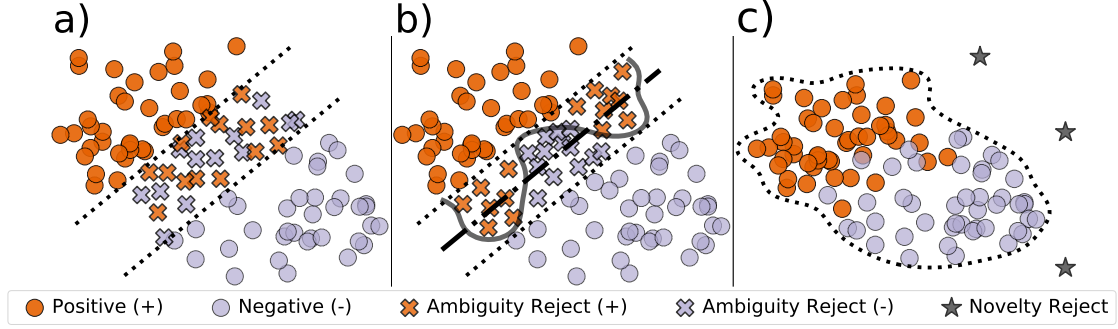 a) b) c)
Positive (+) Negative (-) Ambiguity Reject (+) Ambiguity Reject (-) Novelty Reject